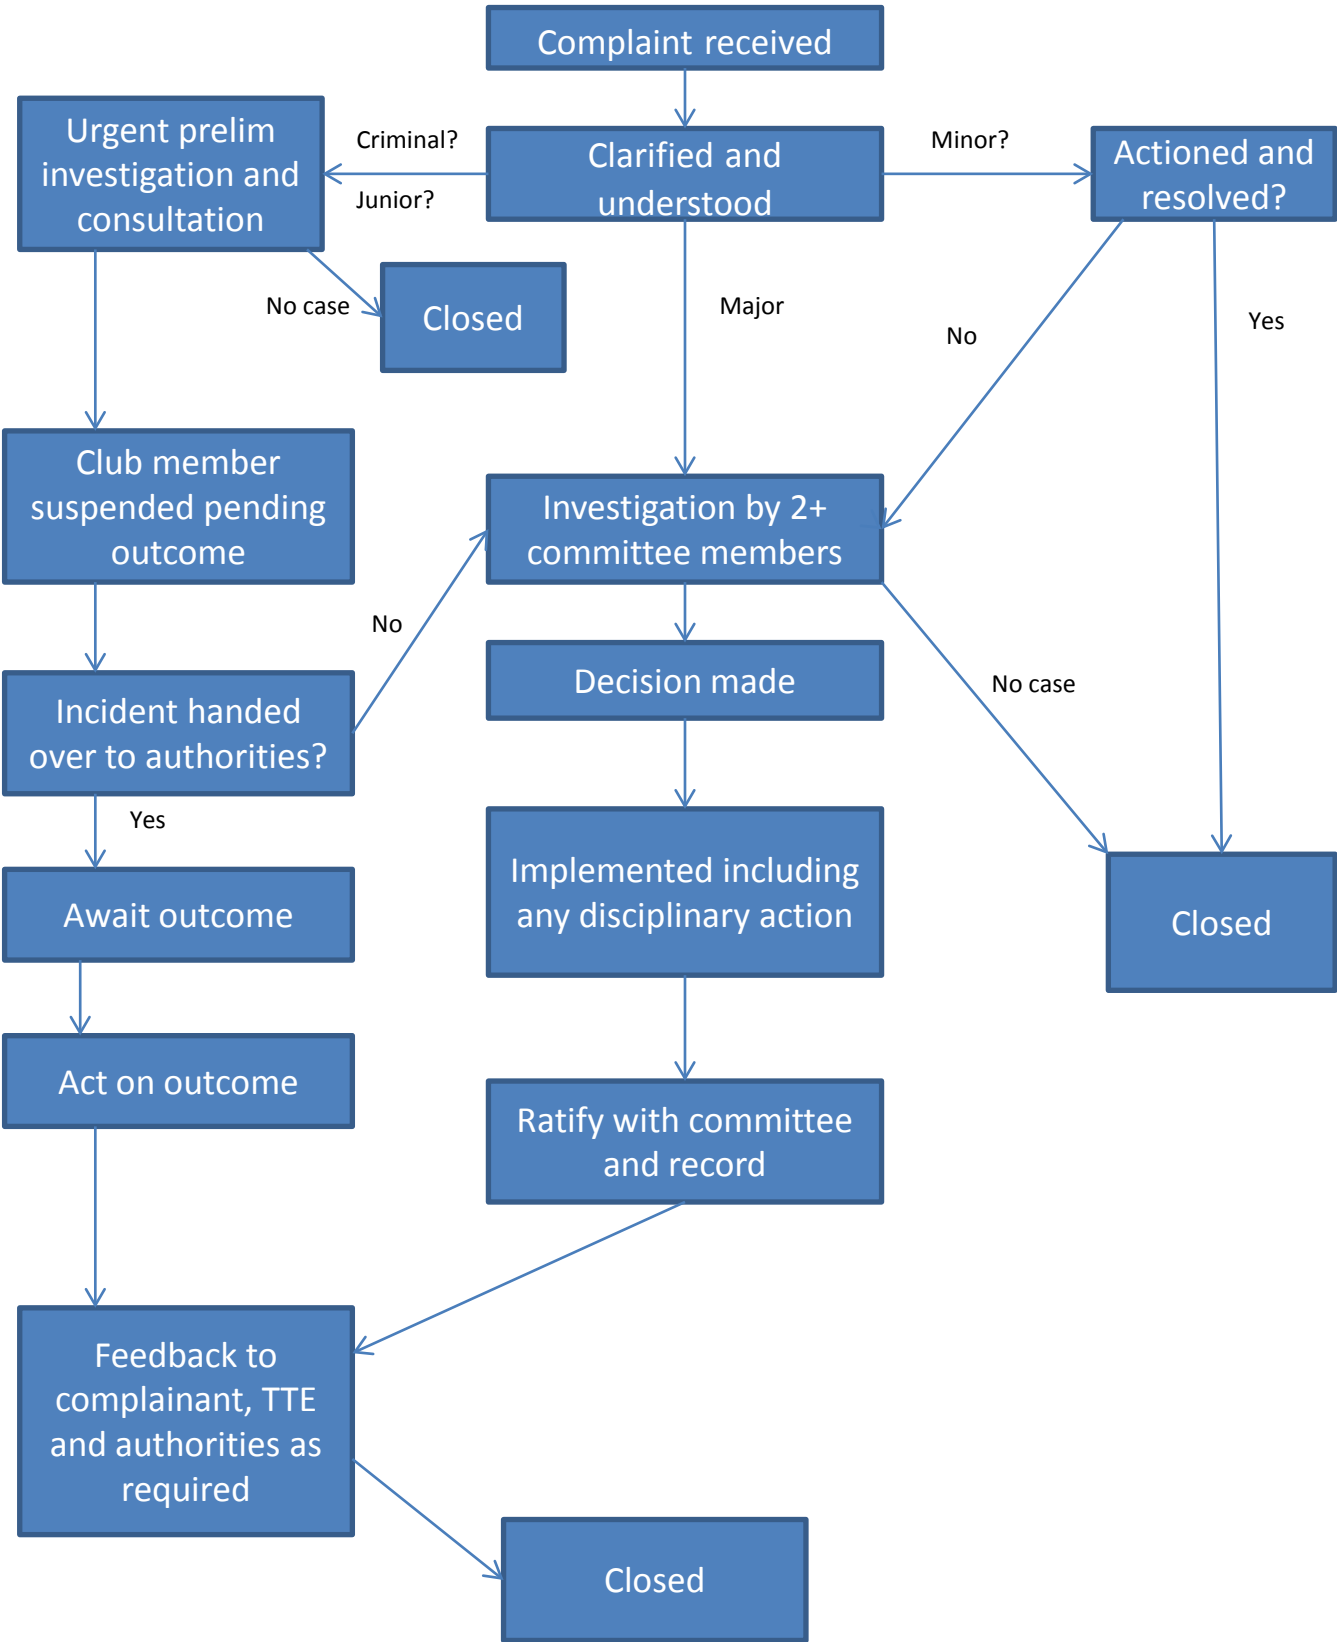 Complaint received
Urgent prelim
investigation and
consultation
Criminal?
Junior?
Clarified and
understood
Minor?
Actioned and
resolved?
No case
Closed
Major
No
Yes
Club member
suspended pending
outcome
Investigation by 2+
committee members
No
Decision made
No case
Incident handed
over to authorities?
Yes
Implemented including
any disciplinary action
Await outcome
Closed
Act on outcome
Ratify with committee
and record
Feedback to
complainant, TTE
and authorities as
required
Closed